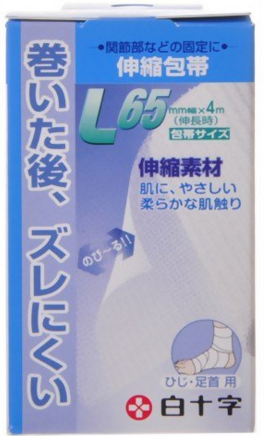 ●関節部などの固定に●
伸縮包帯
L65mm幅×4m
(伸長時)
包帯サイズ
巻いた後、ズレにくい
伸縮素材
肌に、やさしい
柔らかな肌触り
のび〜る!!
ひじ・足首 用
白十字